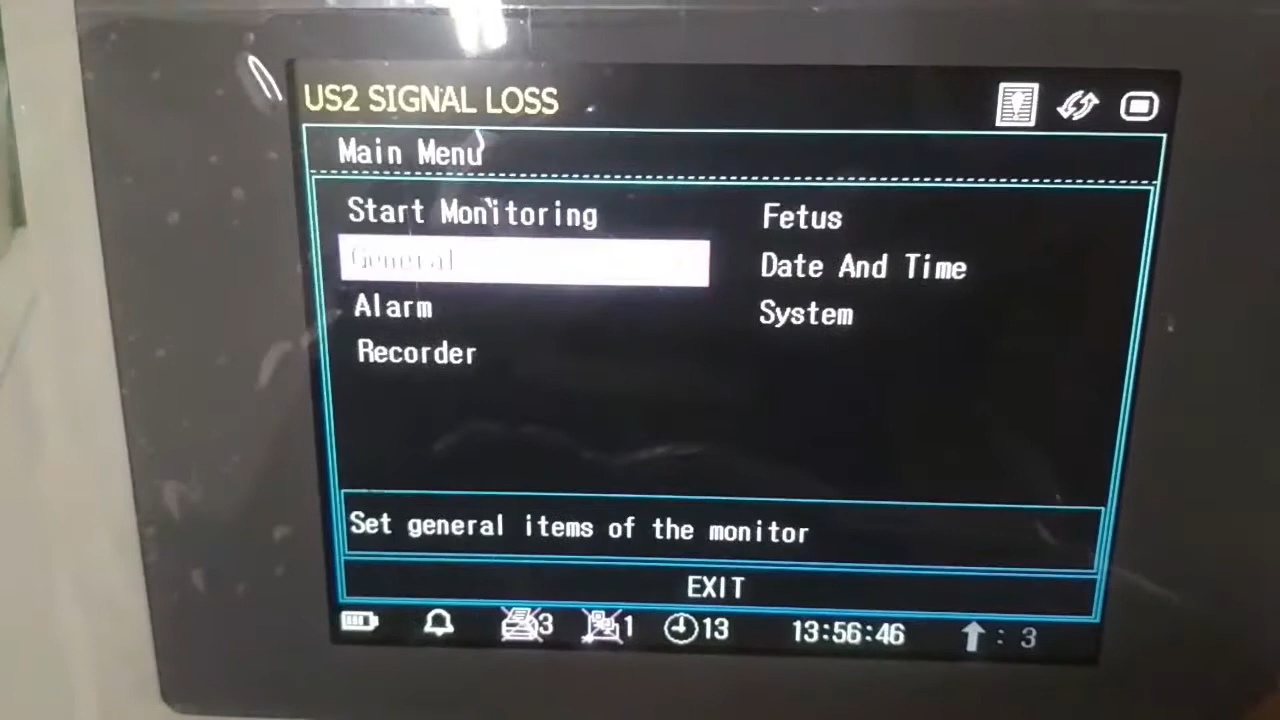 US2 SIGNAL LOSS
Main Menu
Start Monitoring
General
Alarm
Recorder
Fetus
Date And Time
System
Set general items of the monitor
EXIT
3 1 13 13:56:46 : 3